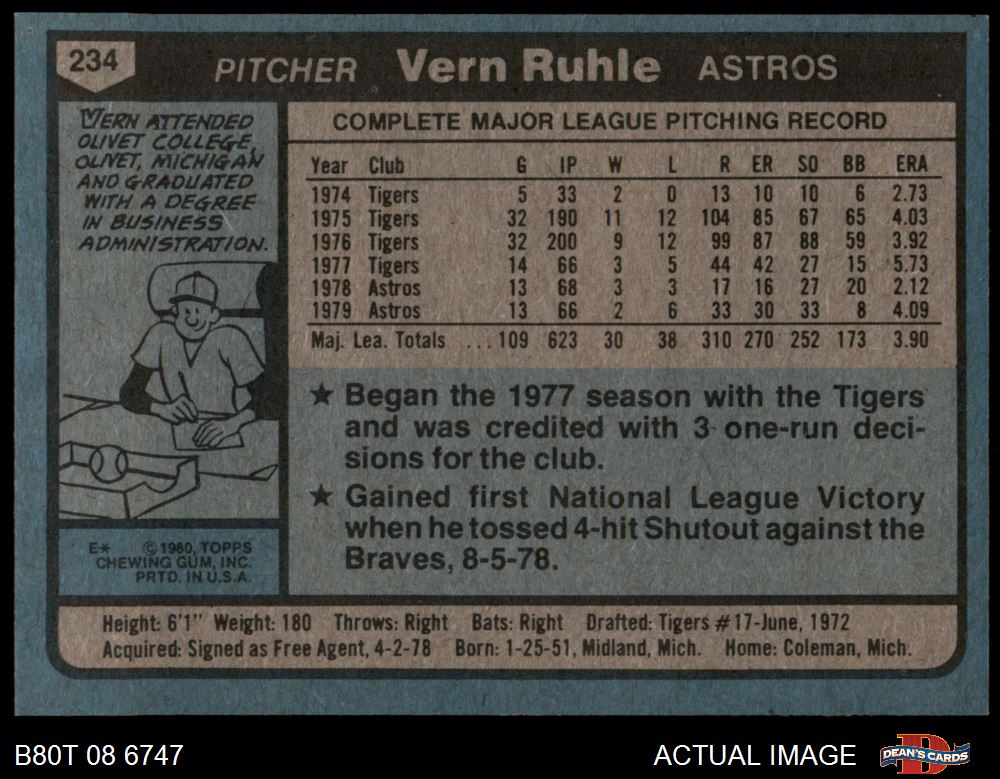 234 PITCHER Vern Ruhle ASTROS
VERN ATTENDED
OLIVET COLLEGE,
OLIVET, MICHIGAN
AND GRADUATED
WITH A DEGREE
IN BUSINESS
ADMINISTRATION.
COMPLETE MAJOR LEAGUE PITCHING RECORD
Year Club G IP W L R ER SO BB ERA
1974 Tigers 5 33 2 0 13 10 10 6 2.73
1975 Tigers 32 190 11 12 104 85 67 65 4.03
1976 Tigers 32 200 9 12 99 87 88 59 3.92
1977 Tigers 14 66 3 5 44 42 27 15 5.73
1978 Astros 13 68 3 3 17 16 27 20 2.12
1979 Astros 13 66 2 6 33 30 33 8 4.09
Maj. Lea. Totals ... 109 623 30 38 310 270 252 173 3.90
★ Began the 1977 season with the Tigers
and was credited with 3 one-run deci-
sions for the club.
★ Gained first National League Victory
when he tossed 4-hit Shutout against the
Braves, 8-5-78.
E* © 1980, TOPPS
CHEWING GUM, INC.
PRTD. IN U.S.A.
Height: 6'1" Weight: 180 Throws: Right Bats: Right Drafted: Tigers #17-June, 1972
Acquired: Signed as Free Agent, 4-2-78 Born: 1-25-51, Midland, Mich. Home: Coleman, Mich.
B80T 08 6747 ACTUAL IMAGE DEAN'S CARDS